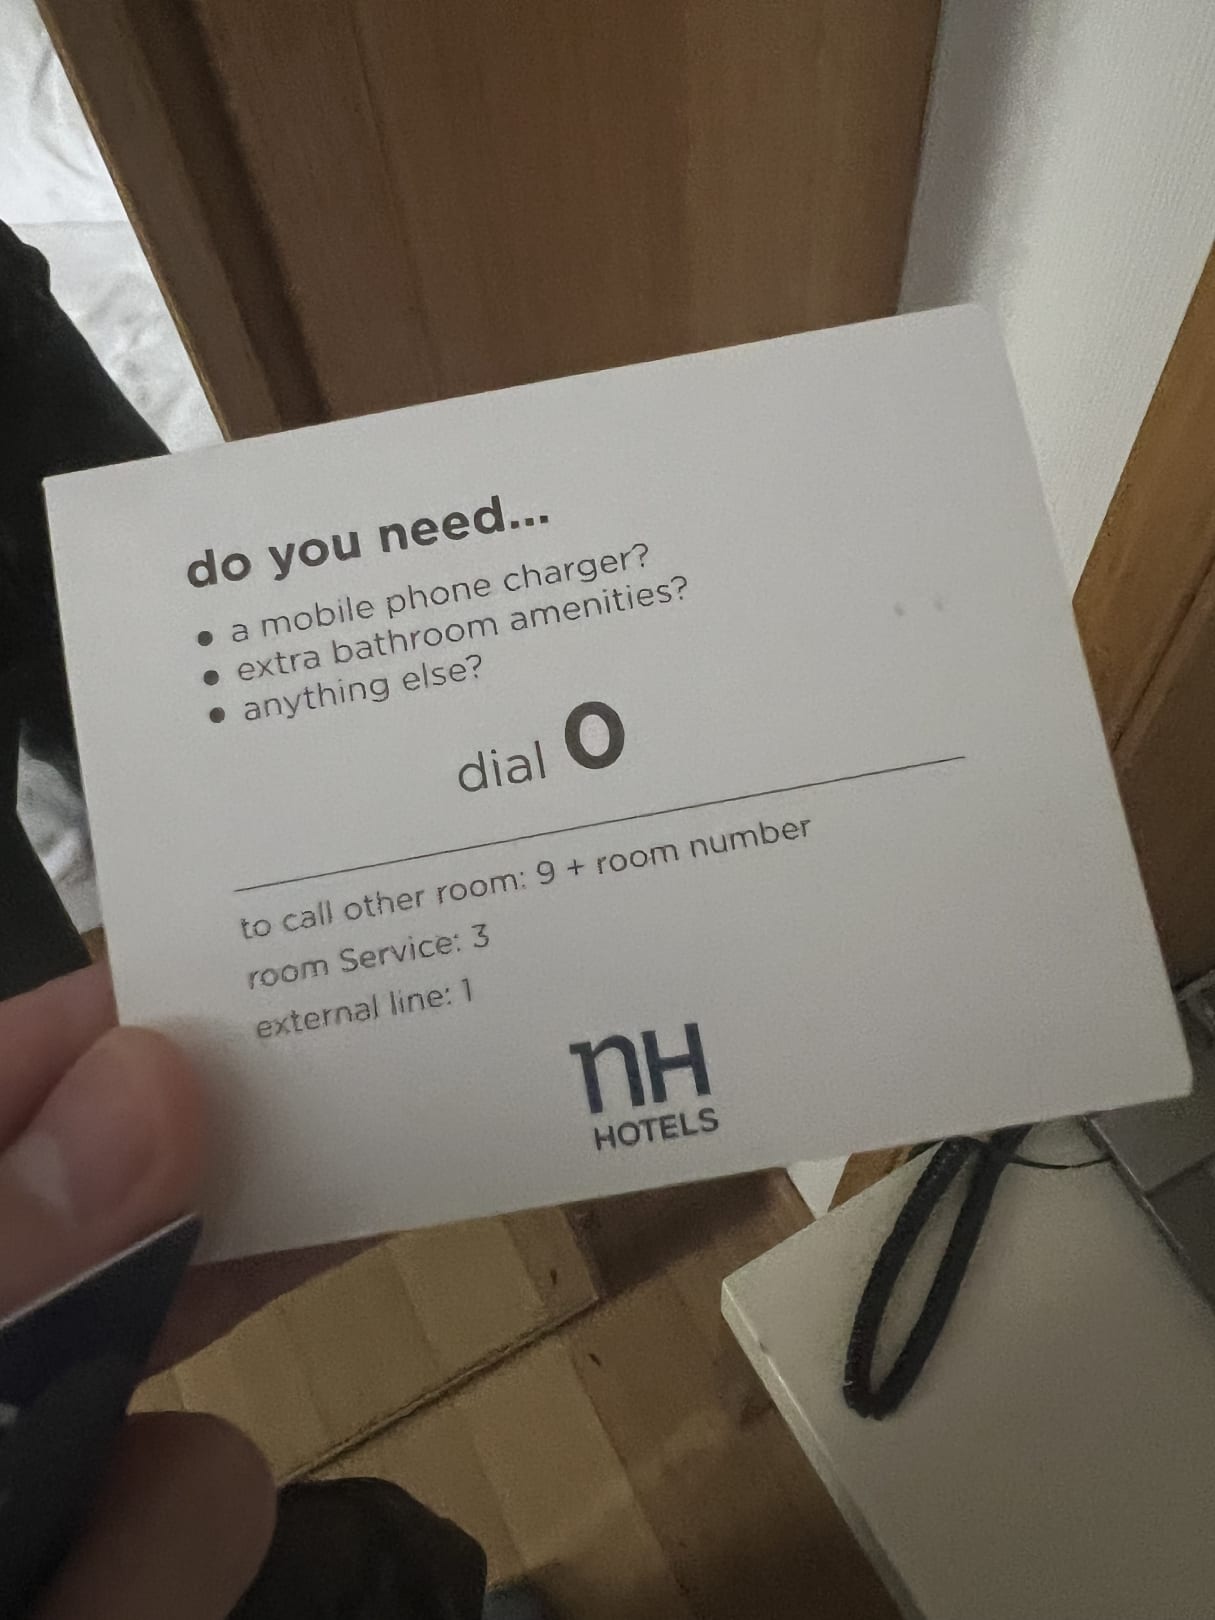 do you need...
• a mobile phone charger?
• extra bathroom amenities?
• anything else?
dial 0
to call other room: 9 + room number
room Service: 3
external line: 1
nH
HOTELS